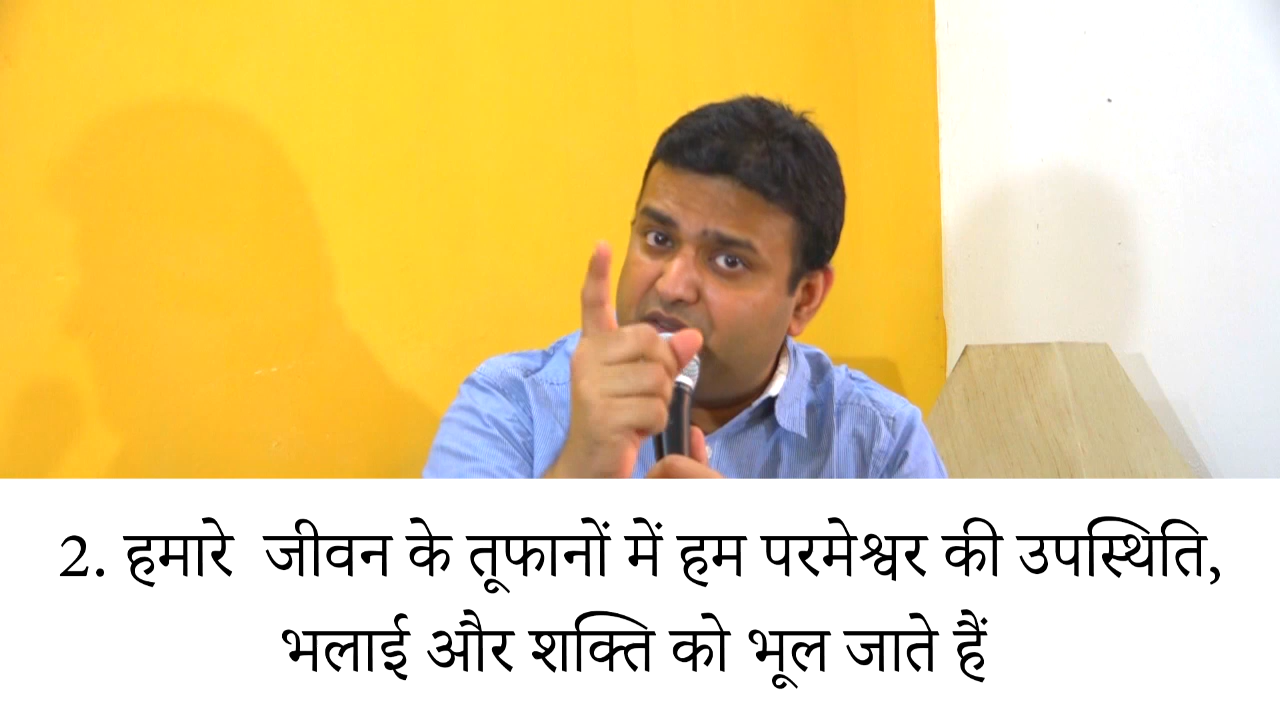 2. हमारे जीवन के तूफानों में हम परमेश्वर की उपस्थिति,
भलाई और शक्ति को भूल जाते हैं